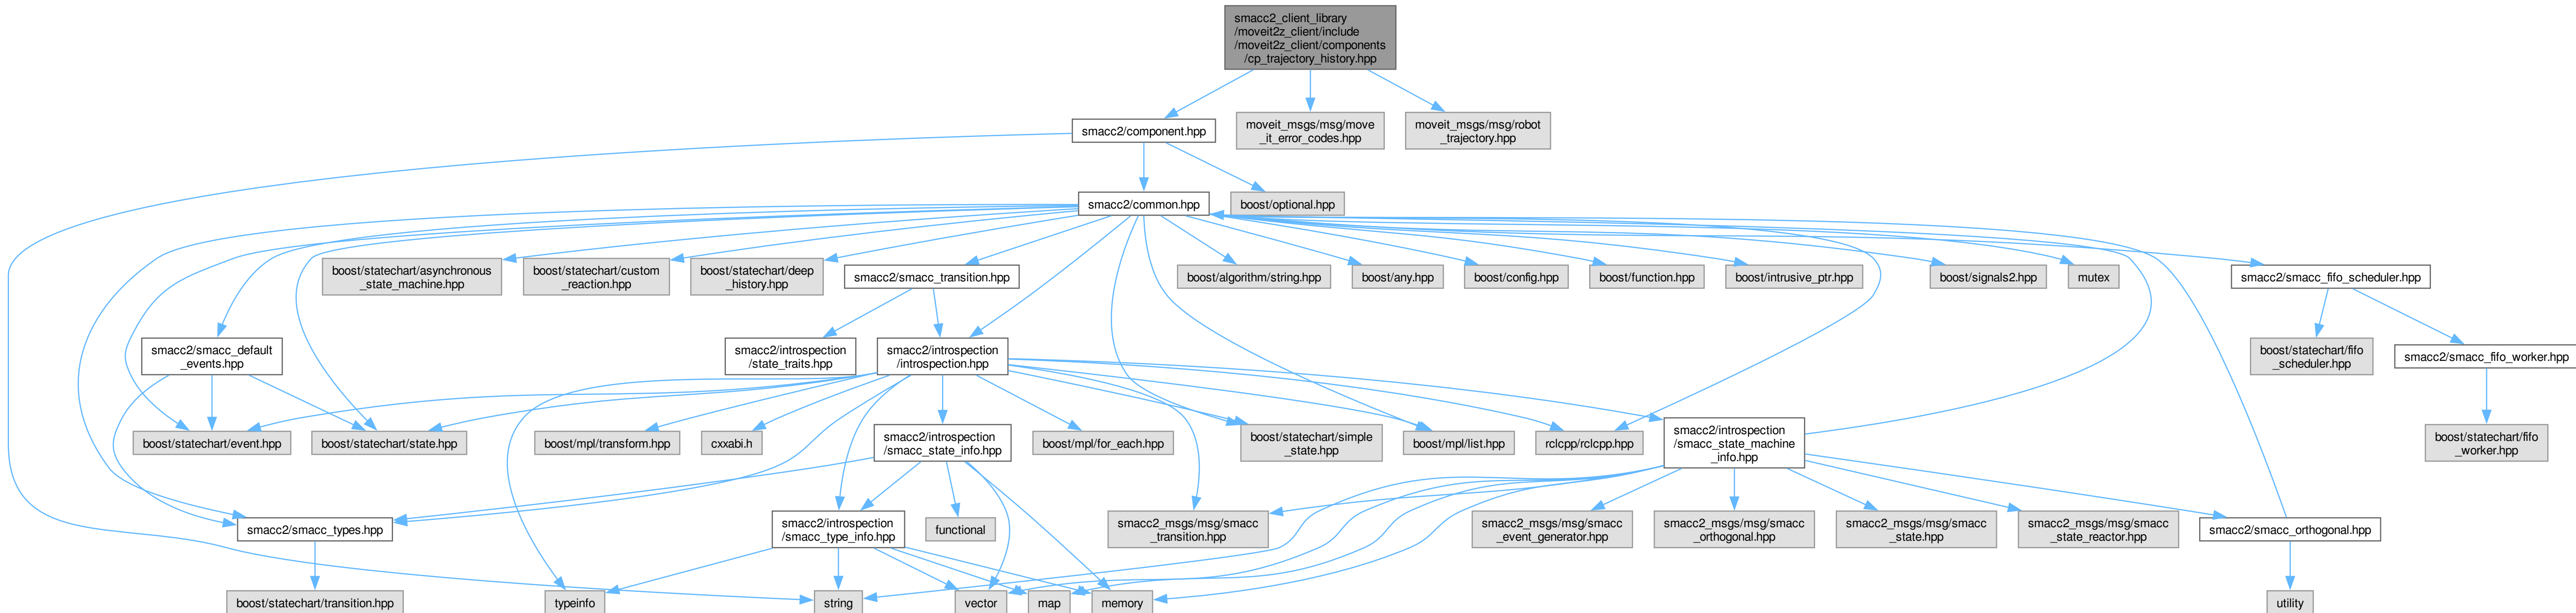 smacc2_client_library
/moveit2z_client/include
/moveit2z_client/components
/cp_trajectory_history.hpp
smacc2/component.hpp
moveit_msgs/msg/move
_it_error_codes.hpp
moveit_msgs/msg/robot
_trajectory.hpp
smacc2/common.hpp
boost/optional.hpp
boost/statechart/asynchronous
_state_machine.hpp
boost/statechart/custom
_reaction.hpp
boost/statechart/deep
_history.hpp
smacc2/smacc_transition.hpp
boost/algorithm/string.hpp
boost/any.hpp
boost/config.hpp
boost/function.hpp
boost/intrusive_ptr.hpp
boost/signals2.hpp
mutex
smacc2/smacc_fifo_scheduler.hpp
smacc2/smacc_default
_events.hpp
smacc2/introspection
/state_traits.hpp
smacc2/introspection
/introspection.hpp
boost/statechart/fifo
_scheduler.hpp
smacc2/smacc_fifo_worker.hpp
boost/statechart/event.hpp
boost/statechart/state.hpp
boost/mpl/transform.hpp
cxxabi.h
smacc2/introspection
/smacc_state_info.hpp
boost/mpl/for_each.hpp
boost/statechart/simple
_state.hpp
boost/mpl/list.hpp
rclcpp/rclcpp.hpp
smacc2/introspection
/smacc_state_machine
_info.hpp
boost/statechart/fifo
_worker.hpp
smacc2/smacc_types.hpp
smacc2/introspection
/smacc_type_info.hpp
functional
smacc2_msgs/msg/smacc
_transition.hpp
smacc2_msgs/msg/smacc
_event_generator.hpp
smacc2_msgs/msg/smacc
_orthogonal.hpp
smacc2_msgs/msg/smacc
_state.hpp
smacc2_msgs/msg/smacc
_state_reactor.hpp
smacc2/smacc_orthogonal.hpp
boost/statechart/transition.hpp
typeinfo
string
vector
map
memory
utility